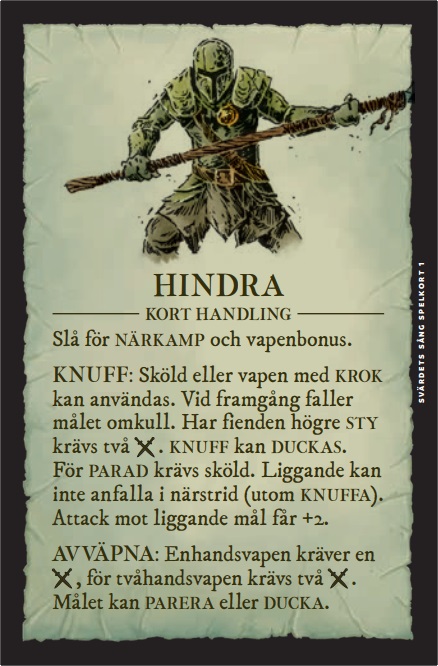 HINDRA
KORT HANDLING
Slå för NÄRKAMP och vapenbonus.
KNUFF: Sköld eller vapen med KROK
kan användas. Vid framgång faller
målet omkull. Har fienden högre STY
krävs två ⚔. KNUFF kan DUCKAS.
För PARAD krävs sköld. Liggande kan
inte anfalla i närstrid (utom KNUFFA).
Attack mot liggande mål får +2.
AVVÄPNA: Enhandsvapen kräver en
⚔, för tvåhandsvapen krävs två ⚔.
Målet kan PARERA eller DUCKA.
SVÄRDETS SÅNG SPELKORT 1